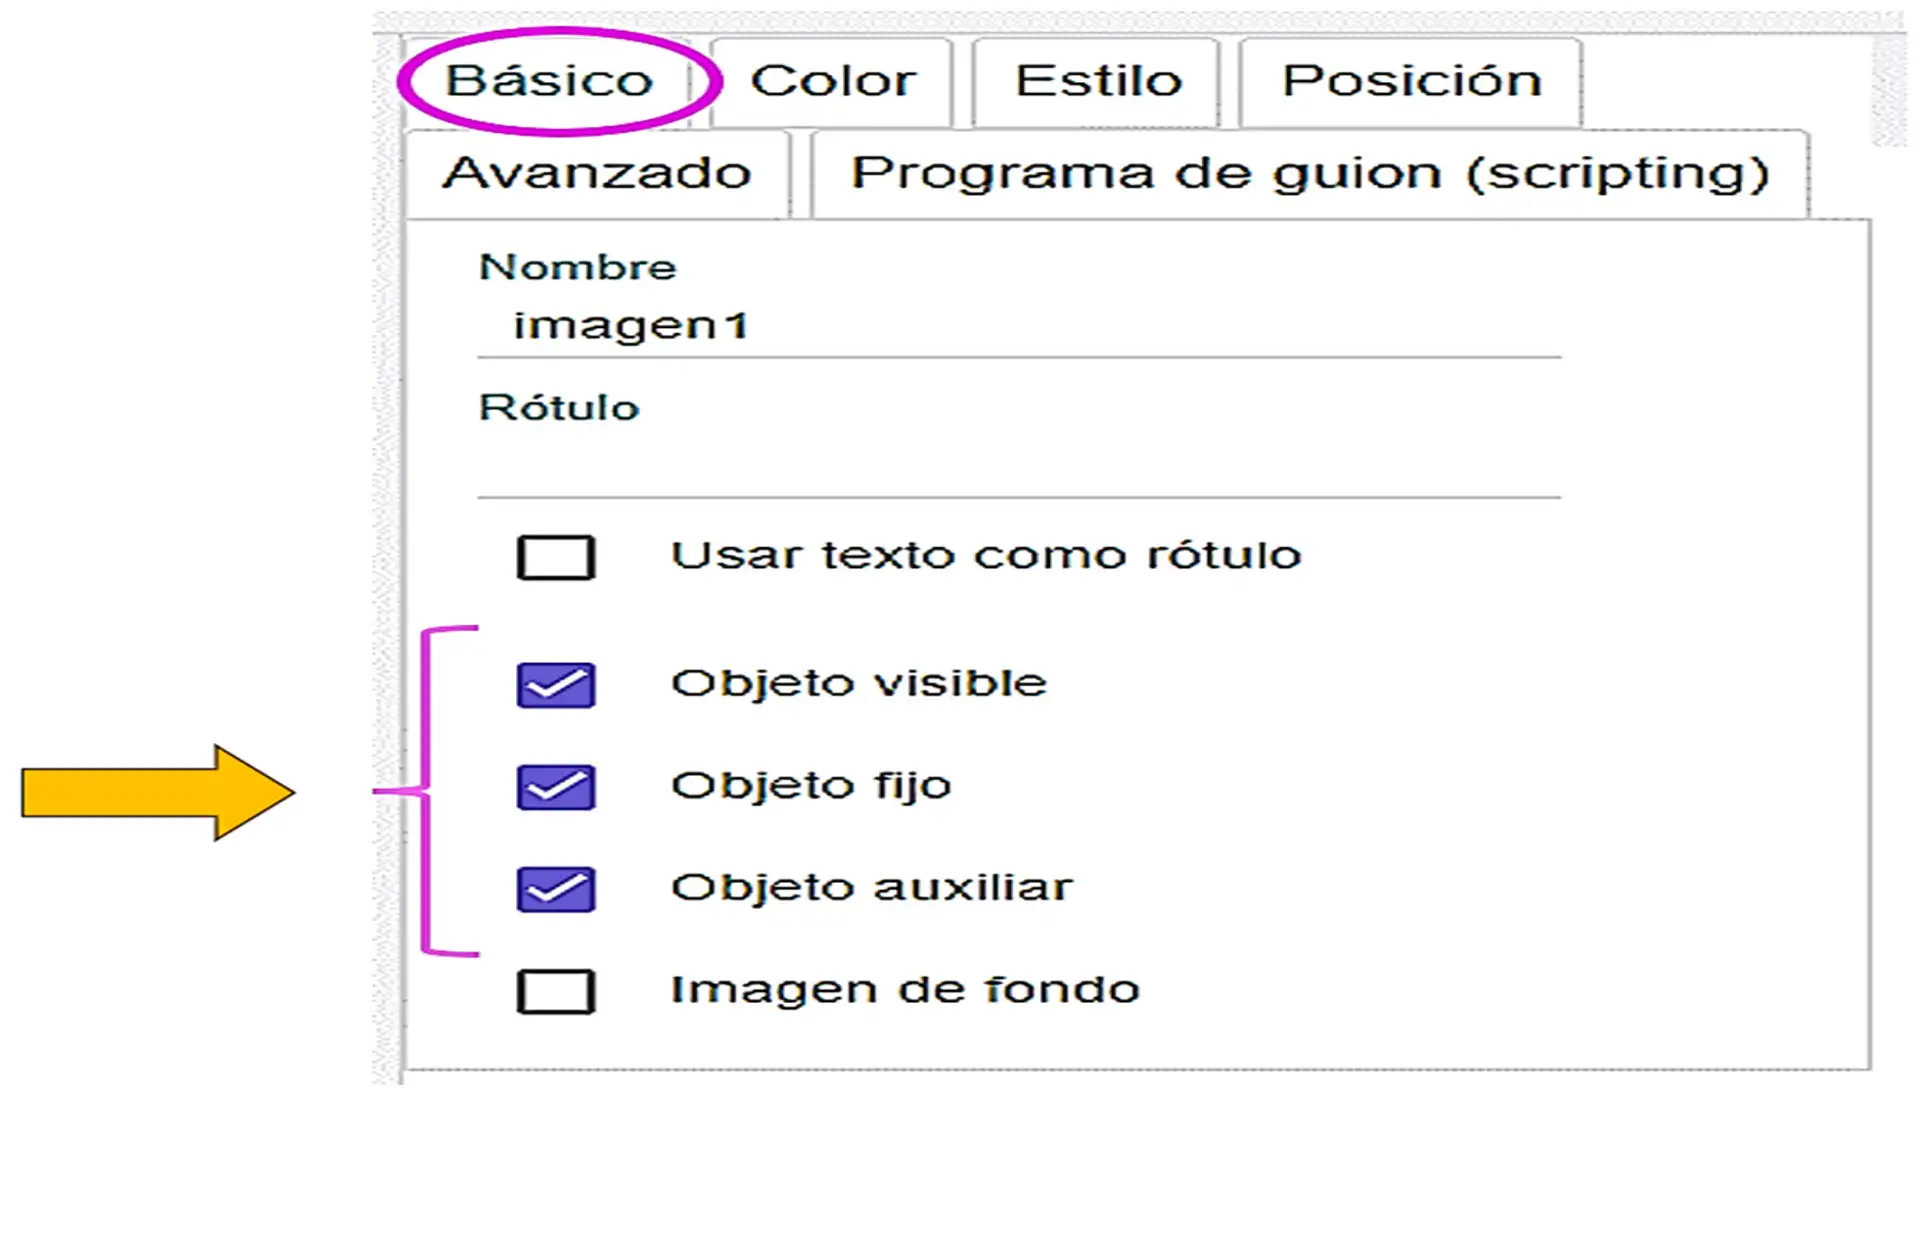 Básico Color Estilo Posición
Avanzado Programa de guion (scripting)
Nombre
imagen1
Rótulo
Usar texto como rótulo
Objeto visible
Objeto fijo
Objeto auxiliar
Imagen de fondo